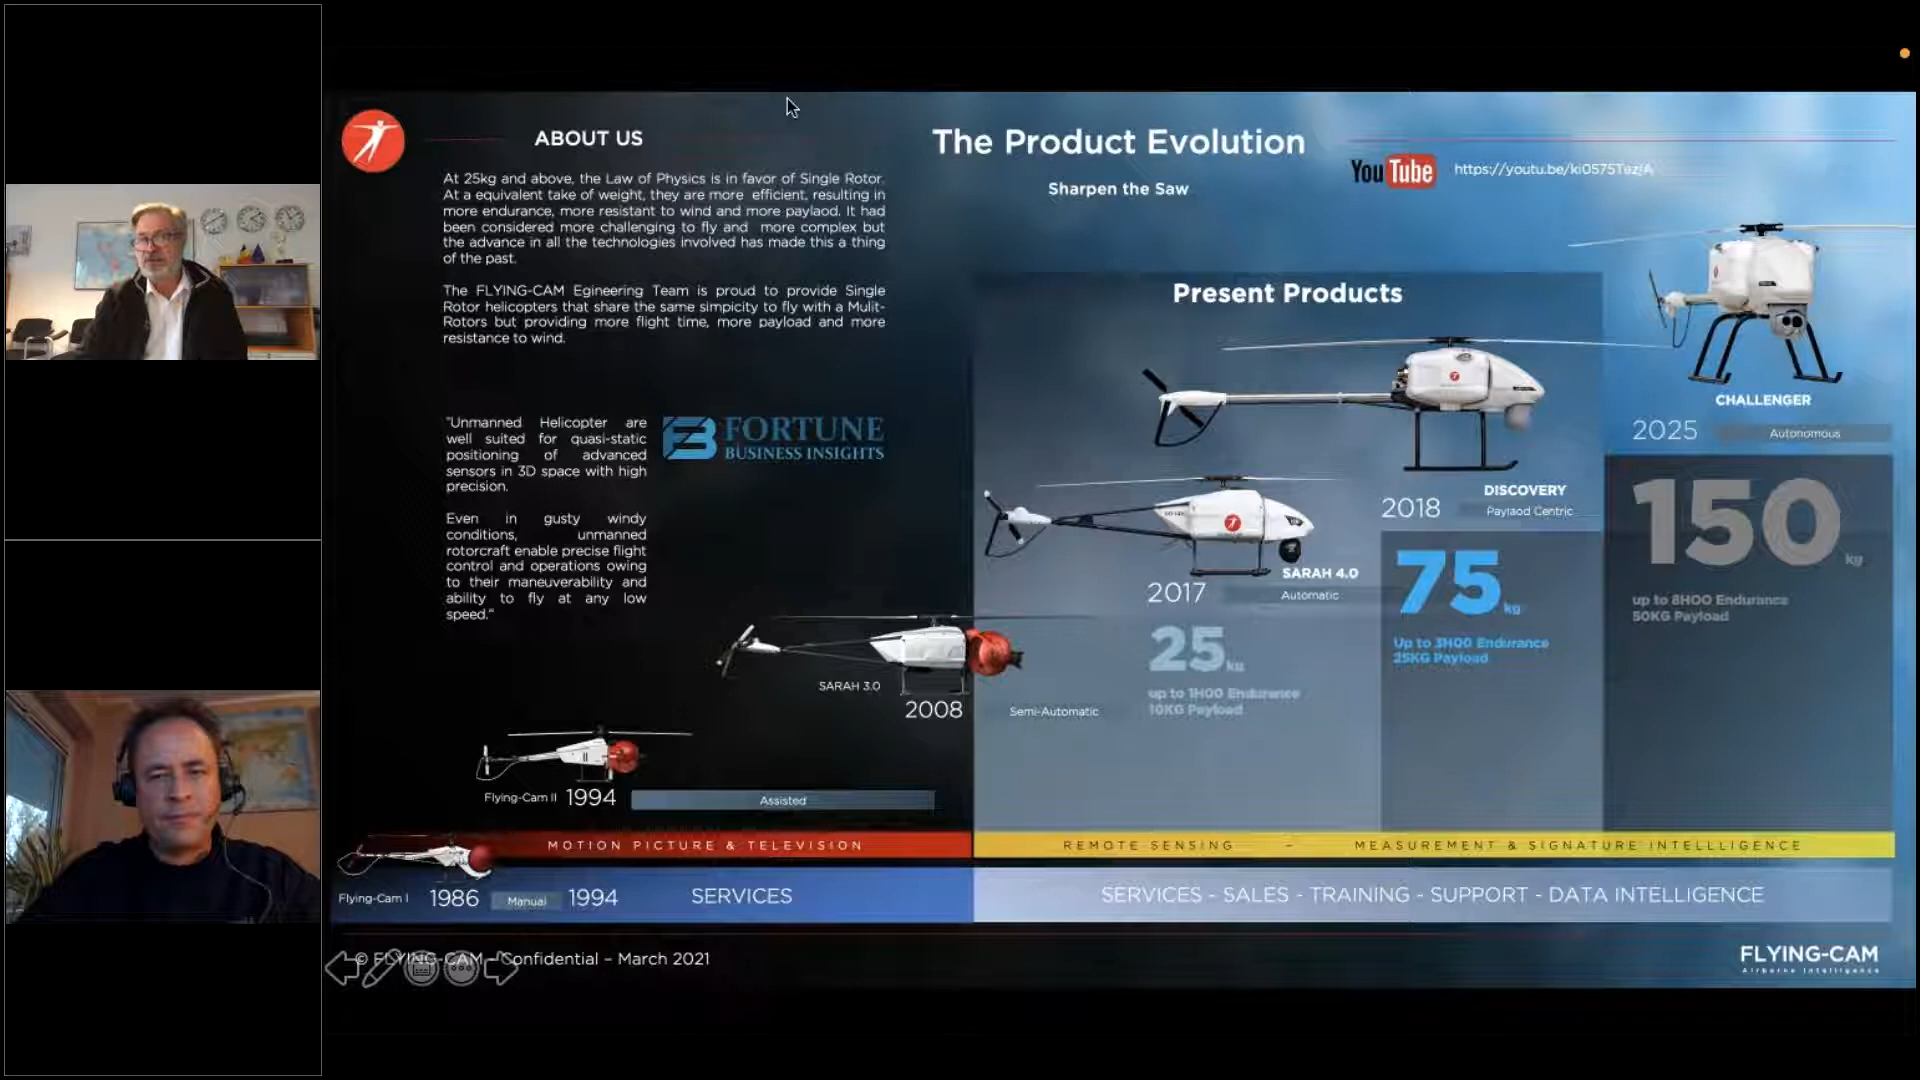 ABOUT US
At 25kg and above, the Law of Physics is in favor of Single Rotor.
At a equivalent take of weight, they are more efficient, resulting in
more endurance, more resistant to wind and more paylaod. It had
been considered more challenging to fly and more complex but
the advance in all the technologies involved has made this a thing
of the past.
The FLYING-CAM Egineering Team is proud to provide Single
Rotor helicopters that share the same simpicity to fly with a Mulit-
Rotors but providing more flight time, more payload and more
resistance to wind.
"Unmanned Helicopter are
well suited for quasi-static
positioning of advanced
sensors in 3D space with high
precision.
Even in gusty windy
conditions, unmanned
rotorcraft enable precise flight
control and operations owing
to their maneuverability and
ability to fly at any low
speed."
FORTUNE
BUSINESS INSIGHTS
The Product Evolution
Sharpen the Saw
YouTube
Present Products
CHALLENGER
2025 Autonomous
150 kg
up to 8H00 Endurance
50KG Payload
DISCOVERY
2018 Paylaod Centric
75 kg
Up to 3H00 Endurance
25KG Payload
SARAH 4.0
2017 Automatic
25 kg
up to 1H00 Endurance
10KG Payload
SARAH 3.0
2008 Semi-Automatic
Flying-Cam II 1994 Assisted
MOTION PICTURE & TELEVISION
REMOTE SENSING – MEASUREMENT & SIGNATURE INTELLLIGENCE
Flying-Cam I 1986 Manual 1994 SERVICES
SERVICES - SALES - TRAINING - SUPPORT - DATA INTELLIGENCE
© FLYING-CAM – Confidential – March 2021
FLYING-CAM
Airborne Intelligence